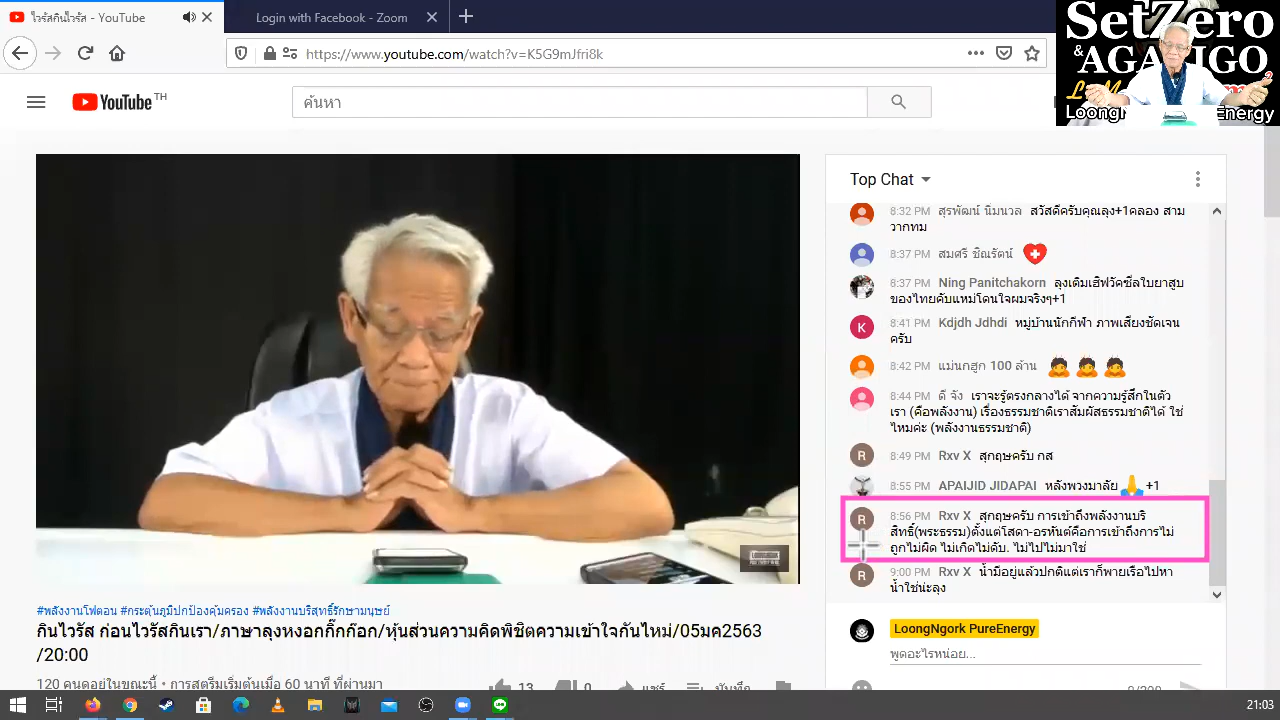 ไวรัสกินไวรัส - YouTube
Login with Facebook - Zoom
https://www.youtube.com/watch?v=K5G9mJfri8k
SetZero
&
LoongN
Energy
YouTube TH
ค้นหา
Top Chat
8:32 PM สุรพัฒน์ นิ่มนวล สวัสดีครับคุณลุง+1คลอง สาม
วากทม
8:37 PM สมศรี ชิณรัตน์
8:37 PM Ning Panitchakorn ลุงเติมเฮิฟวัคซีลใบยาสูบ
ของไทยคับแหม่โดนใจผมจริงๆ+1
K
8:41 PM Kdjdh Jdhdi หมู่บ้านนักกีฬา ภาพเสียงชัดเจน
ครับ
8:42 PM แม่นกฮูก 100 ล้าน
8:44 PM ดี จัง เราจะรู้ตรงกลางได้ จากความรู้สึกในตัว
เรา (คือพลังงาน) เรื่องธรรมชาติเราสัมผัสธรรมชาติได้ ใช่
ไหมค่ะ (พลังงานธรรมชาติ)
R
8:49 PM Rxv X สุกฤษครับ กส
8:55 PM APAIJID JIDAPAI หลังพวงมาลัย +1
R
8:56 PM Rxv X สุกฤษครับ การเข้าถึงพลังงานบริ
สิทธิ์(พระธรรม)ตั้งแต่โสดา-อรหันต์คือการเข้าถึงการไม่
ถูกไม่ผิด ไม่เกิดไม่ดับ. ไม่ไปไม่มาใช่
R
9:00 PM Rxv X น้ำมีอยู่แล้วปกติแต่เราก็พายเรือไปหา
น้ำใช่น่ะลุง
LoongNgork PureEnergy
พูดอะไรหน่อย...
0/200
#พลังงานโฟตอน #กระตุ้นภูมิปกป้องคุ้มครอง #พลังงานบริสุทธิ์รักษามนุษย์
กินไวรัส ก่อนไวรัสกินเรา/ภาษาลุงหงอกกิ๊กก๊อก/หุ้นส่วนความคิดพิชิตความเข้าใจกันไหม/05มค2563
/20:00
120 คนดูอยู่ในขณะนี้ • การสตรีมเริ่มต้นเมื่อ 60 นาที ที่ผ่านมา
13
0
แชร์
บันทึก
21:03